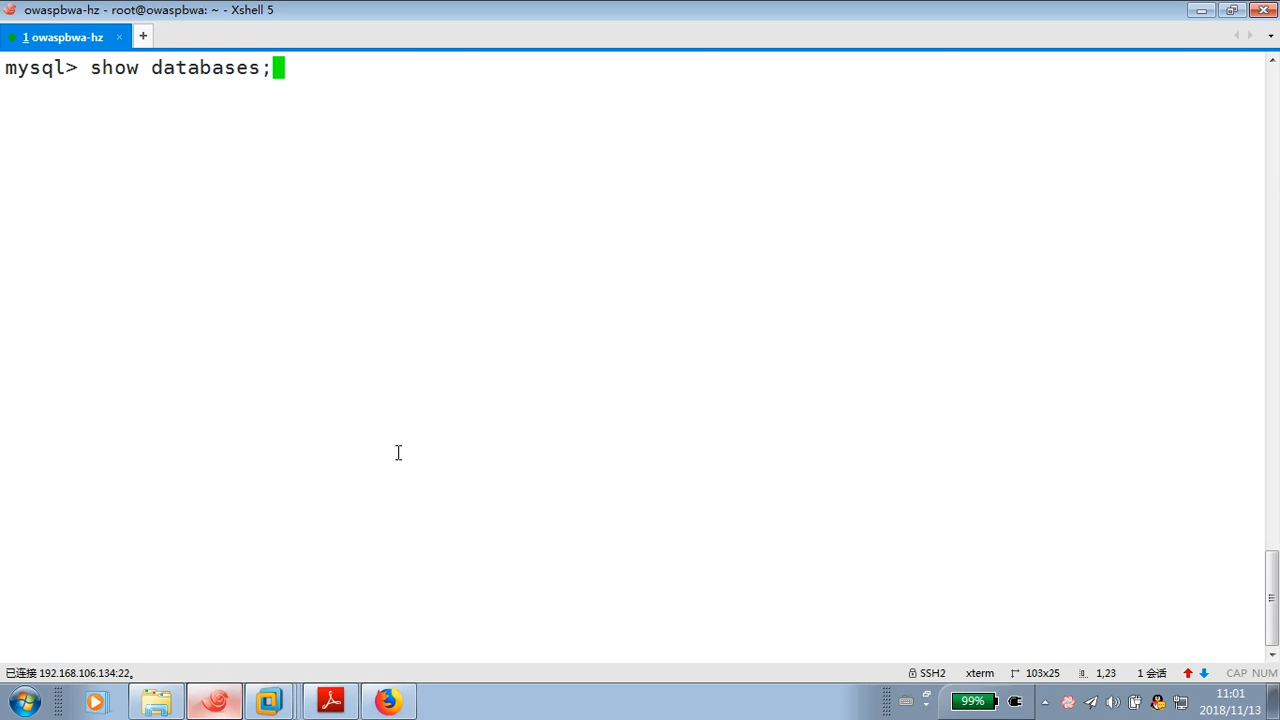 owaspbwa-hz - root@owaspbwa: ~ - Xshell 5
1 owaspbwa-hz
mysql> show databases;
已连接 192.168.106.134:22。
SSH2
xterm
103x25
1,23
1 会话
CAP NUM
99%
11:01
2018/11/13